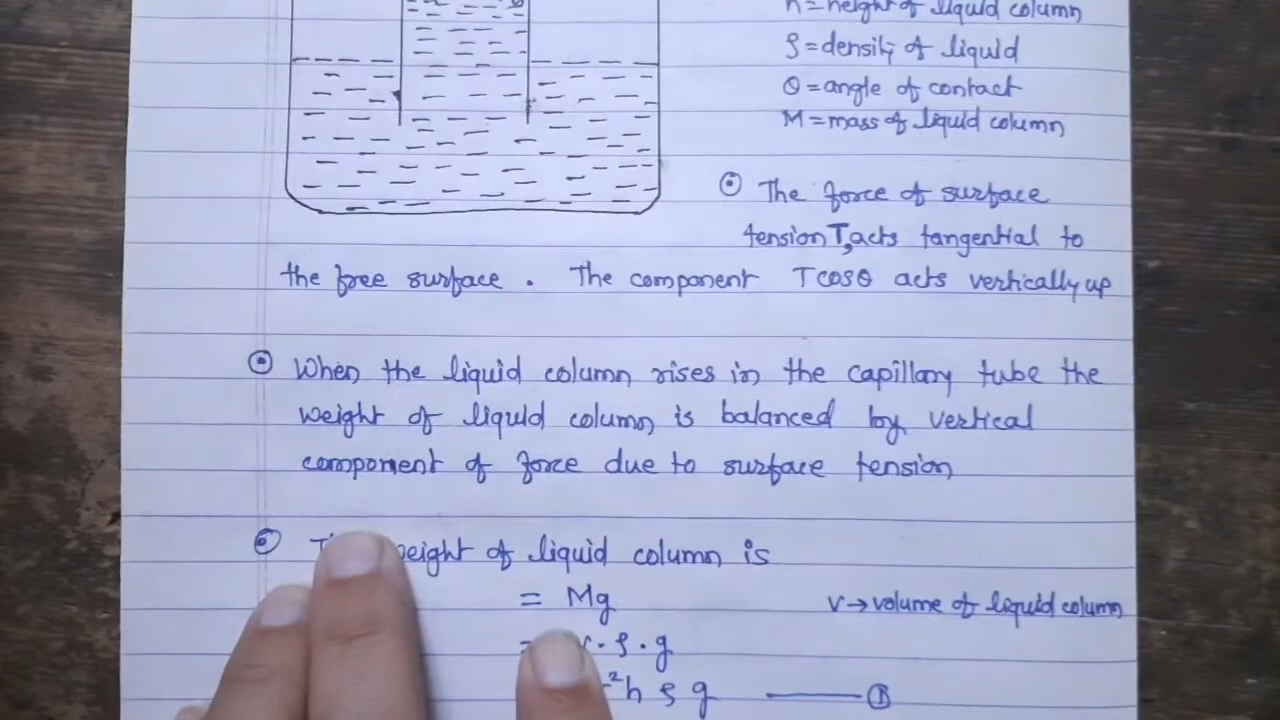 h=height of liquid column
ρ=density of liquid
θ=angle of contact
M=mass of liquid column
The force of surface
tension T, acts tangential to
the free surface. The component Tcosθ acts vertically up
When the liquid column rises in the capillary tube the
weight of liquid column is balanced by vertical
component of force due to surface tension
of liquid column is
= Mg
V→volume of liquid column
ρ.g
²hρg ——— ①